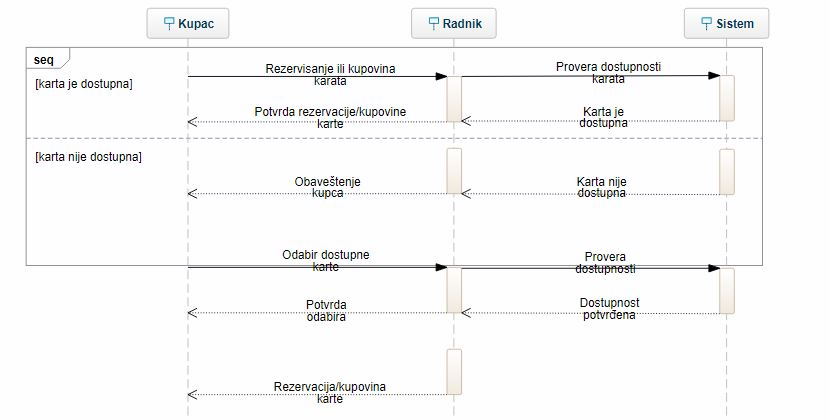 Kupac
Radnik
Sistem
seq
[karta je dostupna]
Rezervisanje ili kupovina
karata
Provera dostupnosti
karata
Potvrda rezervacije/kupovine
karte
Karta je
dostupna
[karta nije dostupna]
Obaveštenje
kupca
Karta nije
dostupna
Odabir dostupne
karte
Provera
dostupnosti
Potvrda
odabira
Dostupnost
potvrđena
Rezervacija/kupovina
karte